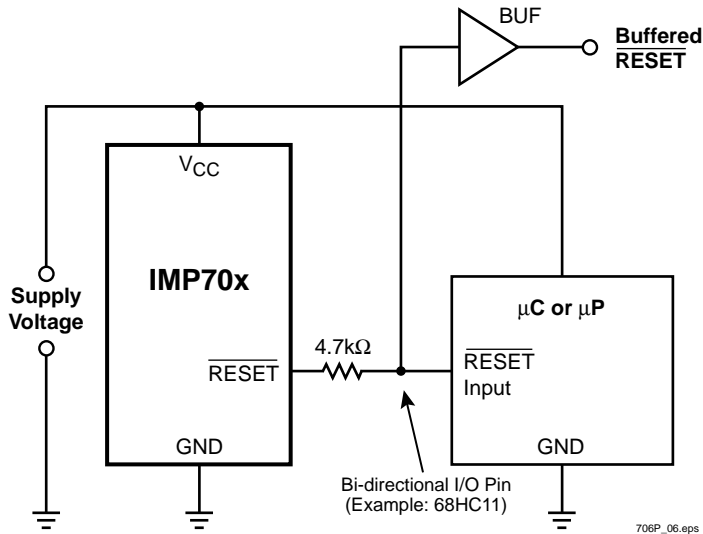 BUF
Buffered
RESET
VCC
IMP70x
Supply
Voltage
μC or μP
4.7kΩ
RESET
RESET
Input
GND
GND
Bi-directional I/O Pin
(Example: 68HC11)
706P_06.eps